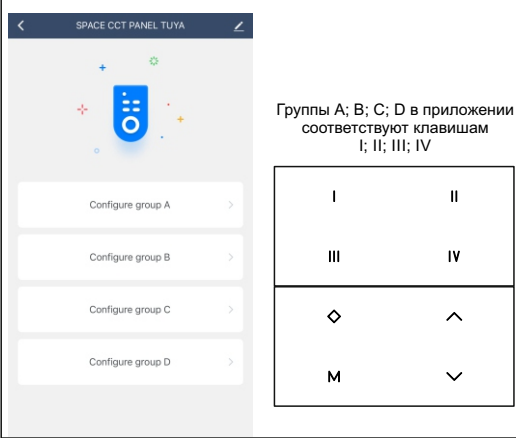 SPACE CCT PANEL TUYA
Configure group A
Configure group B
Configure group C
Configure group D
Группы A; B; C; D в приложении
соответствуют клавишам
I; II; III; IV
I II
III IV
M